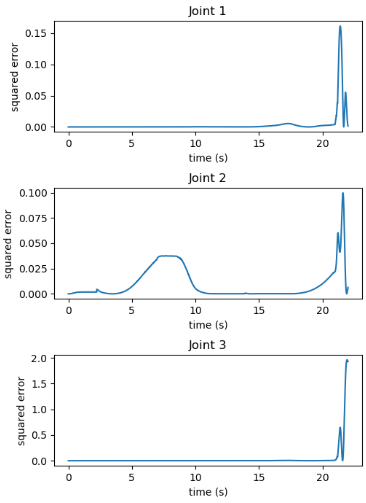 Joint 1
0.15
0.10
0.05
0.00
squared error
0 5 10 15 20
time (s)
Joint 2
0.100
0.075
0.050
0.025
0.000
squared error
0 5 10 15 20
time (s)
Joint 3
2.0
1.5
1.0
0.5
0.0
squared error
0 5 10 15 20
time (s)